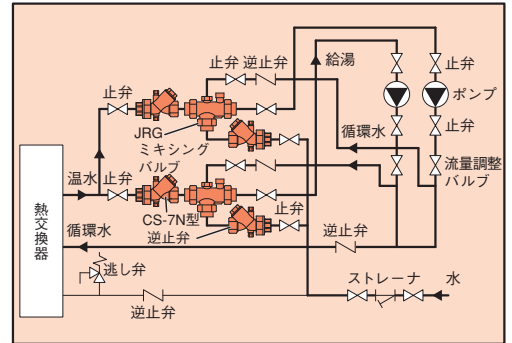 止弁 逆止弁
給湯
止弁
止弁
ポンプ
JRG
ミキシング
バルブ
循環水
止弁
温水
止弁
流量調整
バルブ
熱交換器
CS-7N型
逆止弁
止弁
循環水
逆止弁
逃し弁
ストレーナ
水
逆止弁